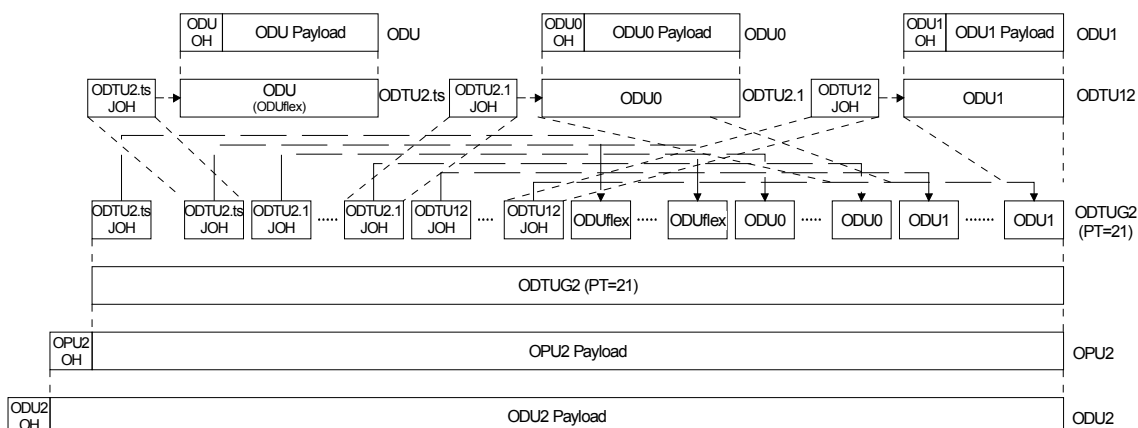 ODU
OH
ODU Payload
ODU
ODU0
OH
ODU0 Payload
ODU0
ODU1
OH
ODU1 Payload
ODU1
ODTU2.ts
JOH
ODU
(ODUflex)
ODTU2.ts
ODTU2.1
JOH
ODU0
ODTU2.1
ODTU12
JOH
ODU1
ODTU12
ODTU2.ts
JOH
ODTU2.ts
JOH
ODTU2.1
JOH
.....
ODTU2.1
JOH
ODTU12
JOH
....
ODTU12
JOH
ODUflex
.....
ODUflex
ODU0
.....
ODU0
ODU1
.......
ODU1
ODTUG2
(PT=21)
ODTUG2 (PT=21)
OPU2
OH
OPU2 Payload
OPU2
ODU2
OH
ODU2 Payload
ODU2